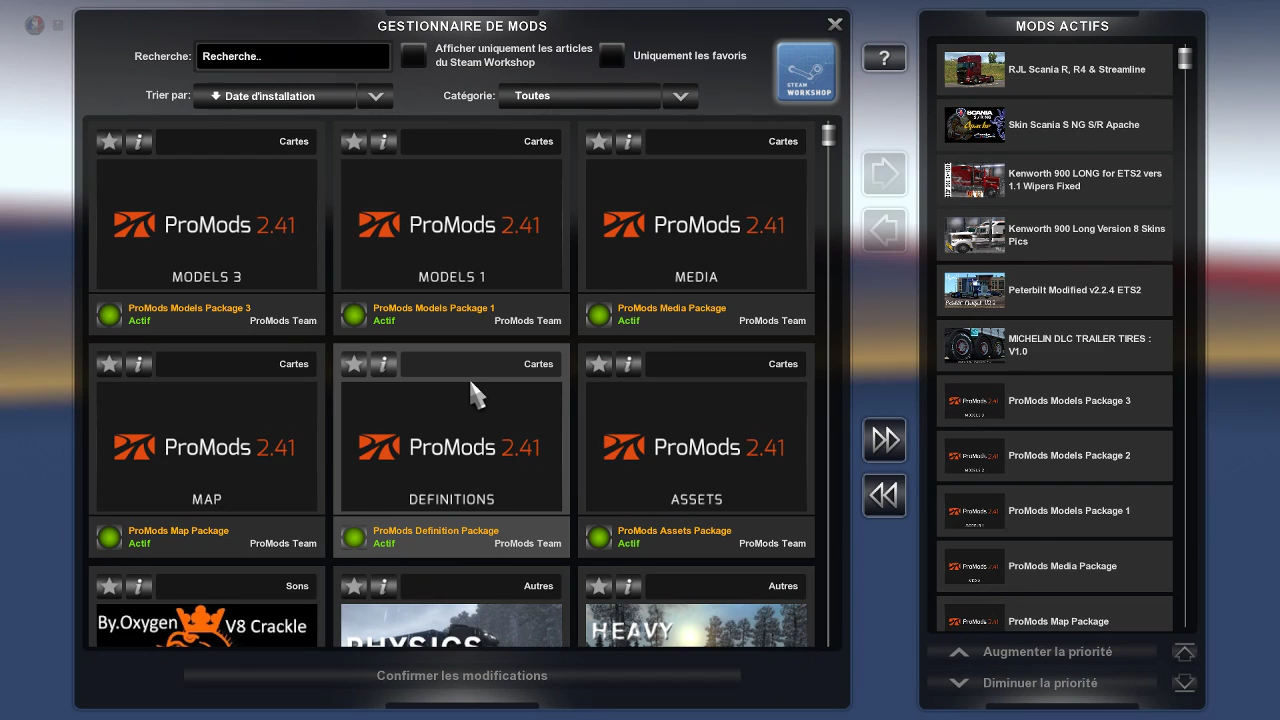 GESTIONNAIRE DE MODS
Recherche:
Recherche..
Afficher uniquement les articles
du Steam Workshop
Uniquement les favoris
STEAM
WORKSHOP
Trier par:
Date d'installation
Catégorie:
Toutes
Cartes
Cartes
Cartes
ProMods 2.41
ProMods 2.41
ProMods 2.41
MODELS 3
MODELS 1
MEDIA
ProMods Models Package 3
Actif
ProMods Team
ProMods Models Package 1
Actif
ProMods Team
ProMods Media Package
Actif
ProMods Team
Cartes
Cartes
Cartes
ProMods 2.41
ProMods 2.41
ProMods 2.41
MAP
DEFINITIONS
ASSETS
ProMods Map Package
Actif
ProMods Team
ProMods Definition Package
Actif
ProMods Team
ProMods Assets Package
Actif
ProMods Team
Sons
Autres
Autres
By.Oxygen
V8 Crackle
PHYSICS
HEAVY
Confirmer les modifications
?
MODS ACTIFS
RJL Scania R, R4 & Streamline
Skin Scania S NG S/R Apache
Kenworth 900 LONG for ETS2 vers
1.1 Wipers Fixed
Kenworth 900 Long Version 8 Skins
Pics
Peterbilt Modified v2.2.4 ETS2
MICHELIN DLC TRAILER TIRES :
V1.0
ProMods Models Package 3
ProMods Models Package 2
ProMods Models Package 1
ProMods Media Package
ProMods Map Package
Augmenter la priorité
Diminuer la priorité